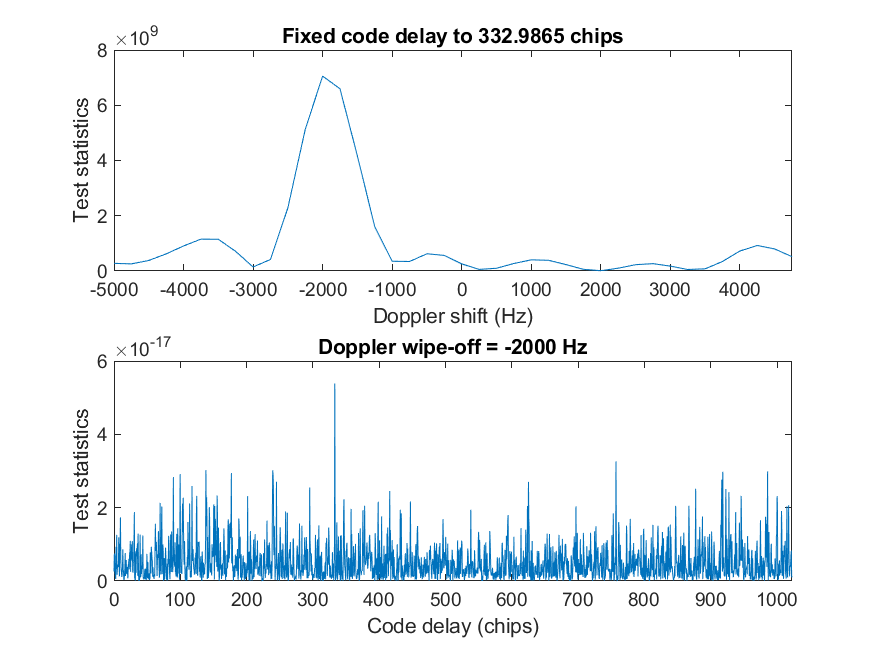 Fixed code delay to 332.9865 chips
×10^9
8
6
4
2
0
Test statistics
-5000 -4000 -3000 -2000 -1000 0 1000 2000 3000 4000
Doppler shift (Hz)
Doppler wipe-off = -2000 Hz
×10^-17
6
4
2
0
Test statistics
0 100 200 300 400 500 600 700 800 900 1000
Code delay (chips)